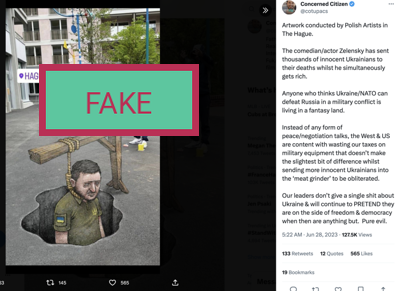 Concerned Citizen
@cotupacs
Artwork conducted by Polish Artists in
The Hague.
The comedian/actor Zelensky has sent
thousands of innocent Ukrainians to
their deaths whilst he simultaneously
gets rich.
Anyone who thinks Ukraine/NATO can
defeat Russia in a military conflict is
living in a fantasy land.
Instead of any form of
peace/negotiation talks, the West & US
are content with wasting our taxes on
military equipment that doesn't make
the slightest bit of difference whilst
sending more innocent Ukrainians into
the 'meat grinder' to be obliterated.
Our leaders don't give a single shit about
Ukraine & will continue to PRETEND they
are on the side of freedom & democracy
when then are anything but. Pure evil.
5:22 AM · Jun 28, 2023 · 127.5K Views
133 Retweets 12 Quotes 565 Likes
19 Bookmarks
HAG
FAKE
145
565